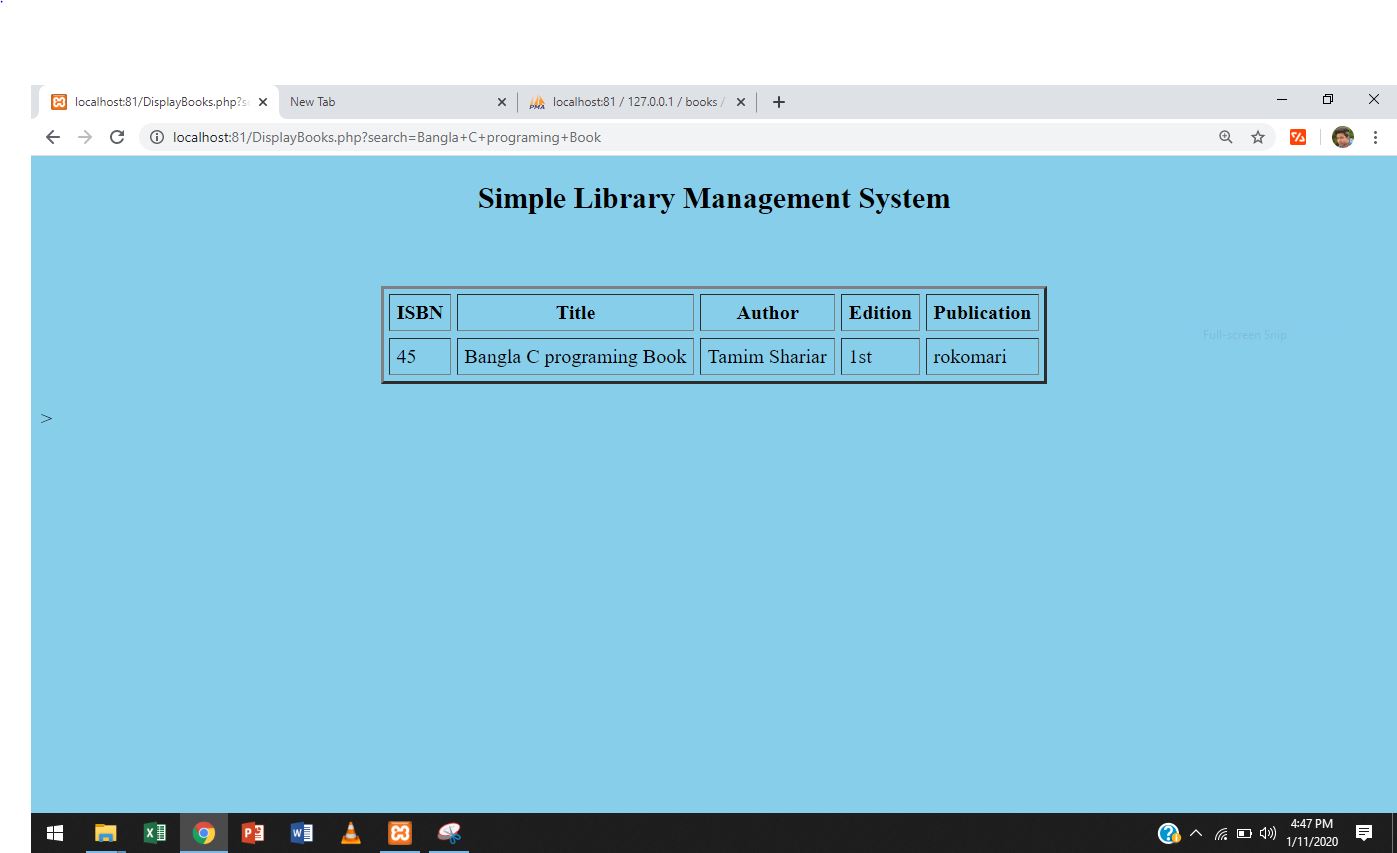 localhost:81/DisplayBooks.php?s
New Tab
PMA
localhost:81 / 127.0.0.1 / books /
localhost:81/DisplayBooks.php?search=Bangla+C+programing+Book
Simple Library Management System
ISBN Title Author Edition Publication
45 Bangla C programing Book Tamim Shariar 1st rokomari
Full-screen Snip
>
4:47 PM
1/11/2020